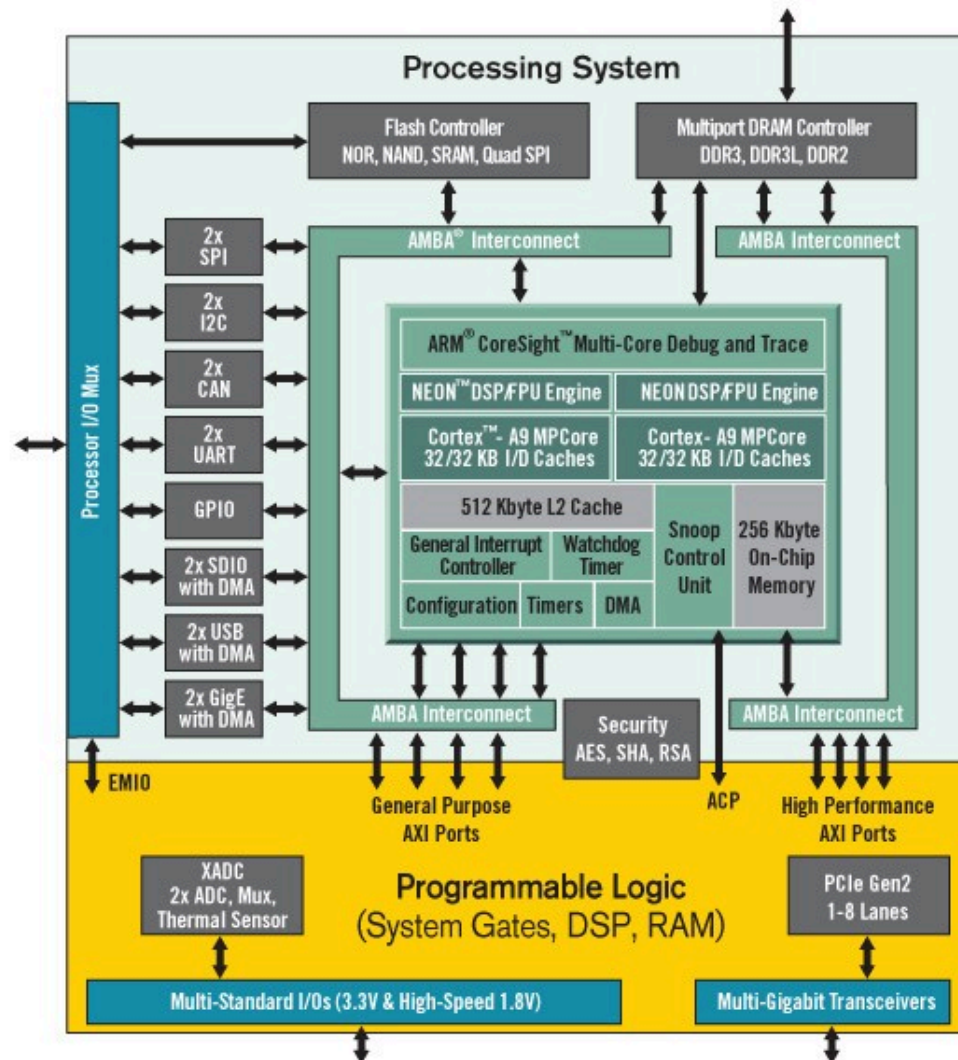 Processing System
Flash Controller
NOR, NAND, SRAM, Quad SPI
Multiport DRAM Controller
DDR3, DDR3L, DDR2
AMBA® Interconnect
AMBA Interconnect
Processor I/O Mux
2x
SPI
2x
I2C
2x
CAN
2x
UART
GPIO
2x SDIO
with DMA
2x USB
with DMA
2x GigE
with DMA
ARM® CoreSight™ Multi-Core Debug and Trace
NEON™ DSP/FPU Engine
NEON DSP/FPU Engine
Cortex™- A9 MPCore
32/32 KB I/D Caches
Cortex- A9 MPCore
32/32 KB I/D Caches
512 Kbyte L2 Cache
General Interrupt
Controller
Watchdog
Timer
Configuration
Timers
DMA
Snoop
Control
Unit
256 Kbyte
On-Chip
Memory
AMBA Interconnect
Security
AES, SHA, RSA
AMBA Interconnect
EMIO
General Purpose
AXI Ports
ACP
High Performance
AXI Ports
XADC
2x ADC, Mux,
Thermal Sensor
Programmable Logic
(System Gates, DSP, RAM)
PCIe Gen2
1-8 Lanes
Multi-Standard I/Os (3.3V & High-Speed 1.8V)
Multi-Gigabit Transceivers